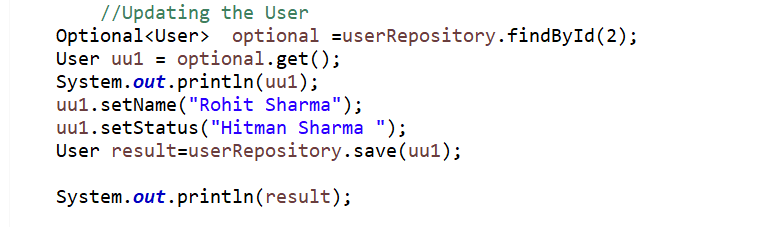 //Updating the User
Optional<User>  optional =userRepository.findById(2);
User uu1 = optional.get();
System.out.println(uu1);
uu1.setName("Rohit Sharma");
uu1.setStatus("Hitman Sharma ");
User result=userRepository.save(uu1);
System.out.println(result);